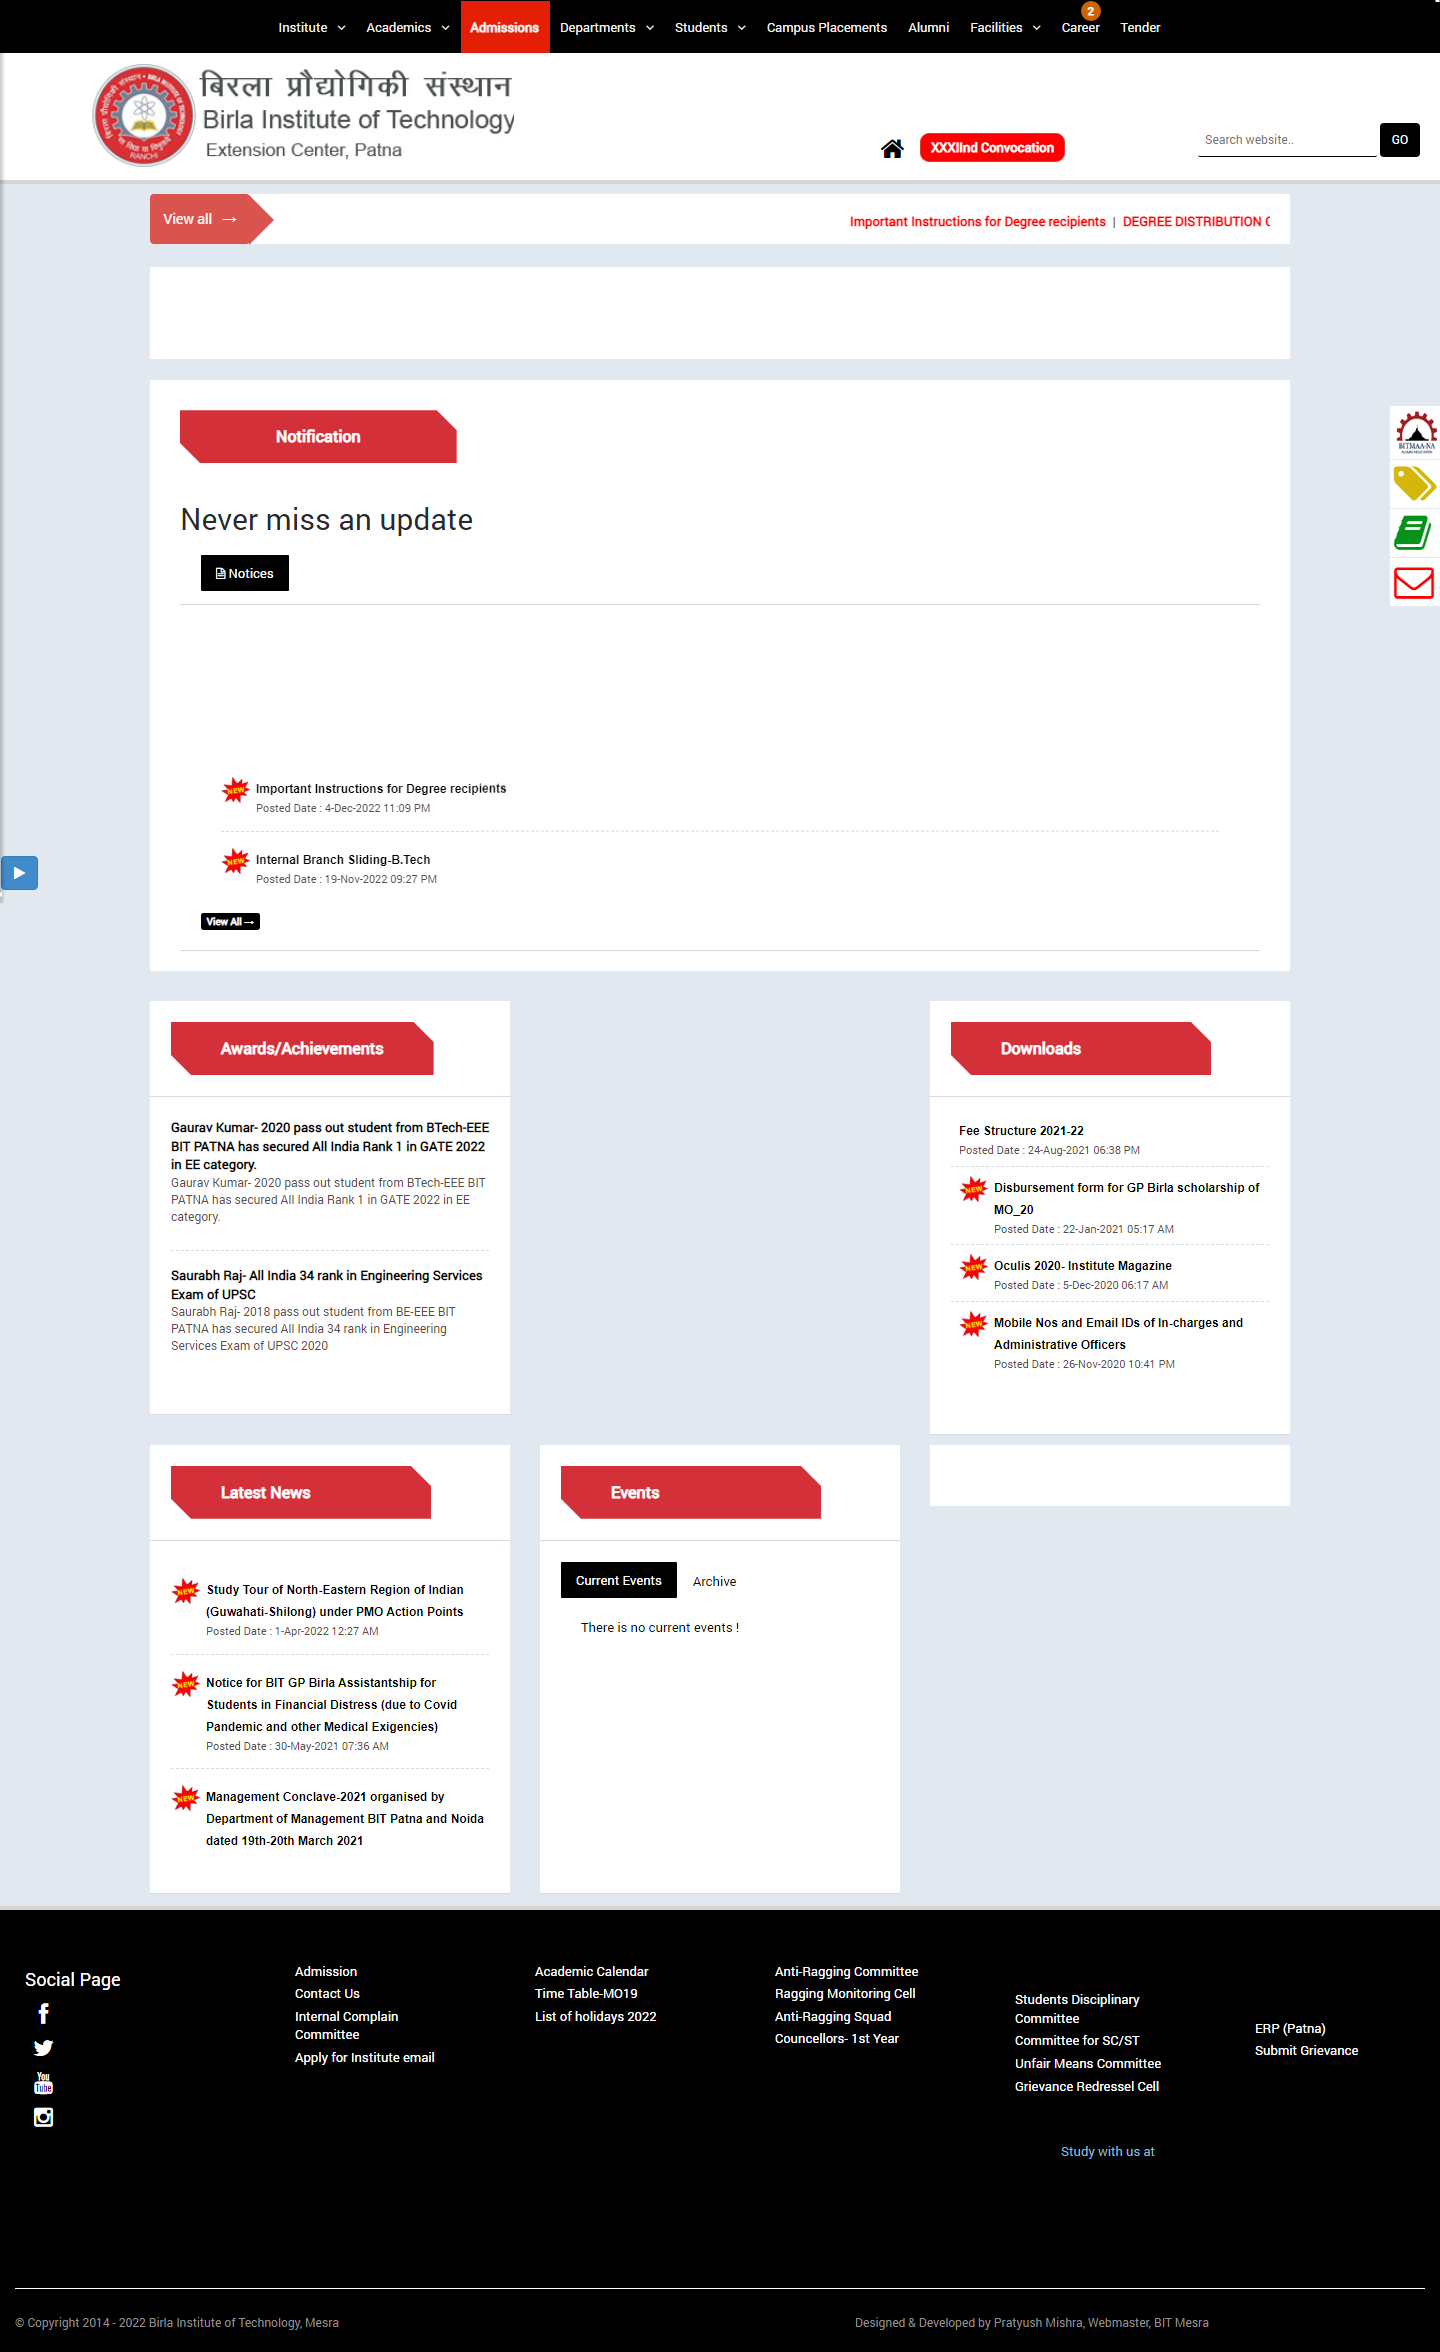 Institute
Academics
Admissions
Departments
Students
Campus Placements
Alumni
Facilities
Career
2
Tender
बिरला प्रौद्योगिकी संस्थान
Birla Institute of Technology
Extension Center, Patna
RANCHI
XXXIInd Convocation
Search website..
GO
View all →
Important Instructions for Degree recipients | DEGREE DISTRIBUTION
Notification
BITMAA-NA
Never miss an update
Notices
NEW Important Instructions for Degree recipients
Posted Date : 4-Dec-2022 11:09 PM
NEW Internal Branch Sliding-B.Tech
Posted Date : 19-Nov-2022 09:27 PM
View All →
Awards/Achievements
Gaurav Kumar- 2020 pass out student from BTech-EEE
BIT PATNA has secured All India Rank 1 in GATE 2022
in EE category.
Gaurav Kumar- 2020 pass out student from BTech-EEE BIT
PATNA has secured All India Rank 1 in GATE 2022 in EE
category.
Saurabh Raj- All India 34 rank in Engineering Services
Exam of UPSC
Saurabh Raj- 2018 pass out student from BE-EEE BIT
PATNA has secured All India 34 rank in Engineering
Services Exam of UPSC 2020
Downloads
Fee Structure 2021-22
Posted Date : 24-Aug-2021 06:38 PM
NEW Disbursement form for GP Birla scholarship of
MO_20
Posted Date : 22-Jan-2021 05:17 AM
NEW Oculis 2020- Institute Magazine
Posted Date : 5-Dec-2020 06:17 AM
NEW Mobile Nos and Email IDs of In-charges and
Administrative Officers
Posted Date : 26-Nov-2020 10:41 PM
Latest News
NEW Study Tour of North-Eastern Region of Indian
(Guwahati-Shilong) under PMO Action Points
Posted Date : 1-Apr-2022 12:27 AM
NEW Notice for BIT GP Birla Assistantship for
Students in Financial Distress (due to Covid
Pandemic and other Medical Exigencies)
Posted Date : 30-May-2021 07:36 AM
NEW Management Conclave-2021 organised by
Department of Management BIT Patna and Noida
dated 19th-20th March 2021
Events
Current Events
Archive
There is no current events !
Social Page
You
Tube
Admission
Contact Us
Internal Complain
Committee
Apply for Institute email
Academic Calendar
Time Table-MO19
List of holidays 2022
Anti-Ragging Committee
Ragging Monitoring Cell
Anti-Ragging Squad
Councellors- 1st Year
Students Disciplinary
Committee
Committee for SC/ST
Unfair Means Committee
Grievance Redressel Cell
ERP (Patna)
Submit Grievance
Study with us at
© Copyright 2014 - 2022 Birla Institute of Technology, Mesra
Designed & Developed by Pratyush Mishra, Webmaster, BIT Mesra